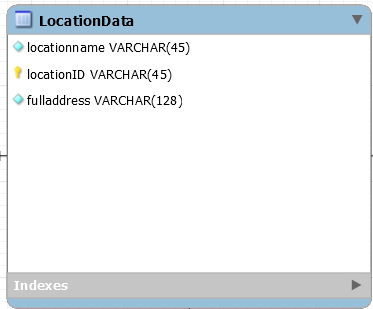 LocationData
locationname VARCHAR(45)
locationID VARCHAR(45)
fulladdress VARCHAR(128)
Indexes